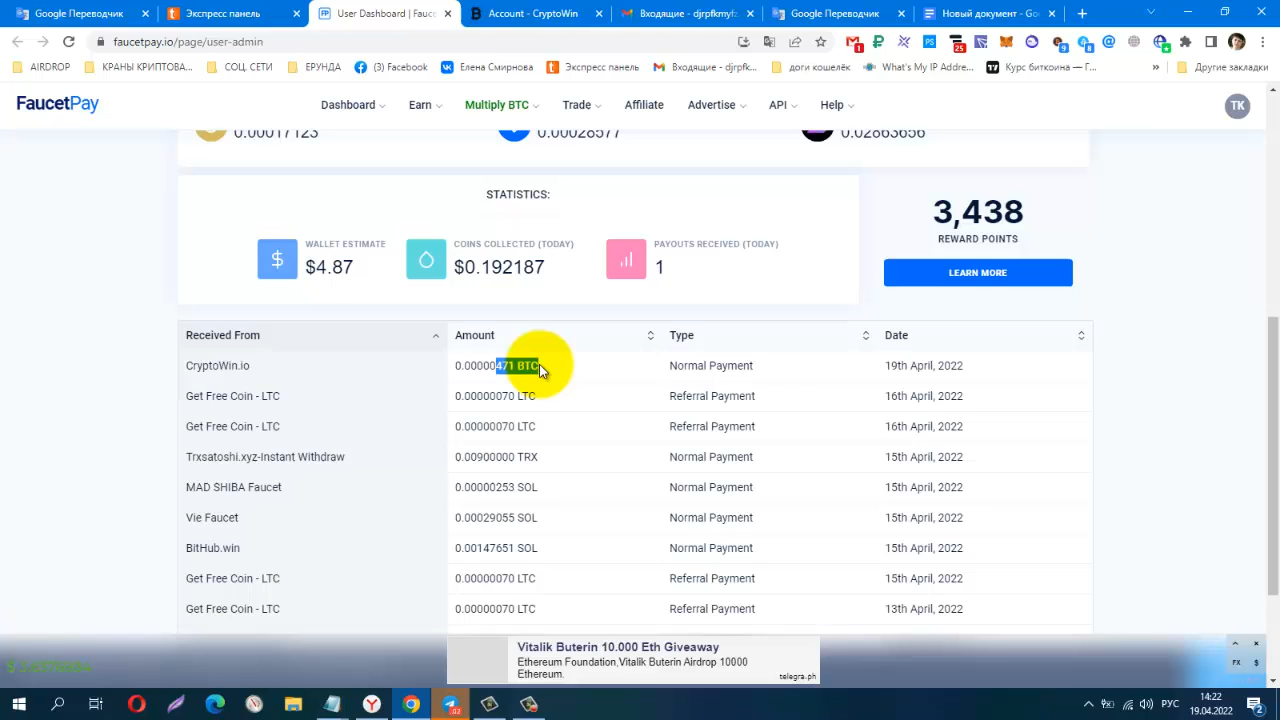 Google Переводчик
Экспресс панель
User Dashboard | Fauce
Account - CryptoWin
Входящие - djrpfkmyfz
Google Переводчик
Новый документ - Go
faucetpay.io/page/user-admin
1
25
9
8
AIRDROP
КРАНЫ КРИПТОВА...
СОЦ. СЕТИ
ЕРУНДА
(3) Facebook
Елена Смирнова
Экспресс панель
Входящие - djrpfk...
доги кошелёк
What's My IP Addre...
Курс биткоина — Г...
»
Другие закладки
FaucetPay
Dashboard
Earn
Multiply BTC
Trade
Affiliate
Advertise
API
Help
TK
0.00017123
0.00028577
0.02863656
STATISTICS:
WALLET ESTIMATE
$4.87
COINS COLLECTED (TODAY)
$0.192187
PAYOUTS RECEIVED (TODAY)
1
3,438
REWARD POINTS
LEARN MORE
Received From Amount Type Date
CryptoWin.io 0.00000471 BTC Normal Payment 19th April, 2022
Get Free Coin - LTC 0.00000070 LTC Referral Payment 16th April, 2022
Get Free Coin - LTC 0.00000070 LTC Referral Payment 16th April, 2022
Trxsatoshi.xyz-Instant Withdraw 0.00900000 TRX Normal Payment 15th April, 2022
MAD SHIBA Faucet 0.00000253 SOL Normal Payment 15th April, 2022
Vie Faucet 0.00029055 SOL Normal Payment 15th April, 2022
BitHub.win 0.00147651 SOL Normal Payment 15th April, 2022
Get Free Coin - LTC 0.00000070 LTC Referral Payment 15th April, 2022
Get Free Coin - LTC 0.00000070 LTC Referral Payment 13th April, 2022
Vitalik Buterin 10.000 Eth Giveaway
Ethereum Foundation,Vitalik Buterin Airdrop 10000
Ethereum.
telegra.ph
FX $
РУС
14:22
19.04.2022
2